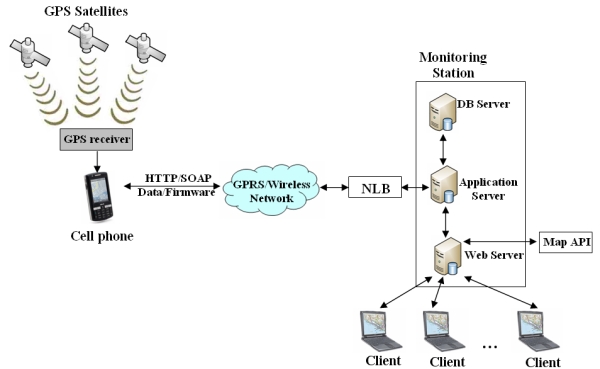 GPS Satellites
GPS receiver
Cell phone
HTTP/SOAP
Data/Firmware
GPRS/Wireless
Network
NLB
Monitoring
Station
DB Server
Application
Server
Web Server
Map API
Client
Client
...
Client